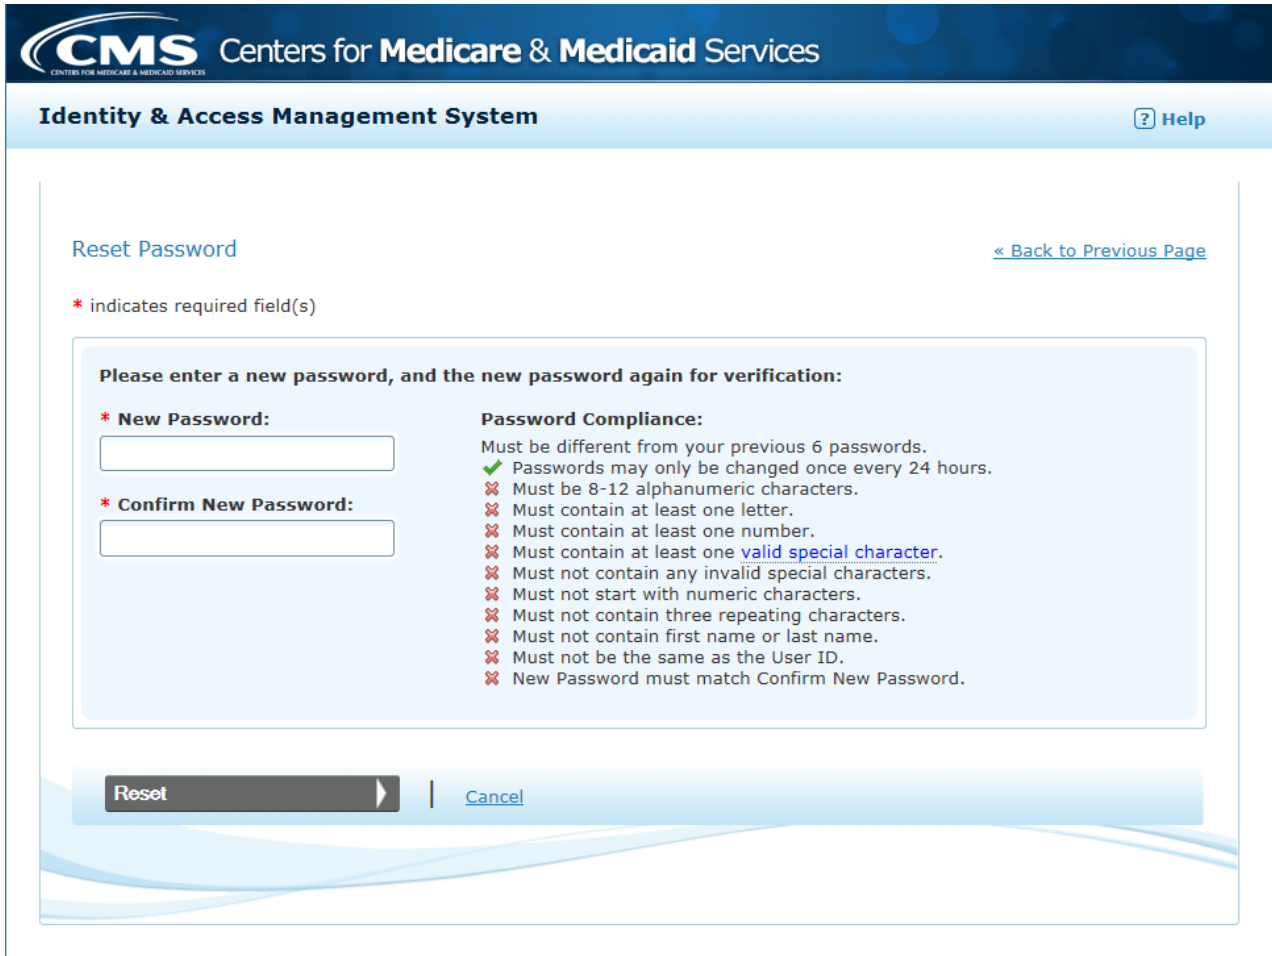 CMS
CENTERS FOR MEDICARE & MEDICAID SERVICES
Centers for Medicare & Medicaid Services
Identity & Access Management System
? Help
Reset Password
« Back to Previous Page
* indicates required field(s)
Please enter a new password, and the new password again for verification:
* New Password:
* Confirm New Password:
Password Compliance:
Must be different from your previous 6 passwords.
Passwords may only be changed once every 24 hours.
Must be 8-12 alphanumeric characters.
Must contain at least one letter.
Must contain at least one number.
Must contain at least one valid special character.
Must not contain any invalid special characters.
Must not start with numeric characters.
Must not contain three repeating characters.
Must not contain first name or last name.
Must not be the same as the User ID.
New Password must match Confirm New Password.
Reset
| Cancel